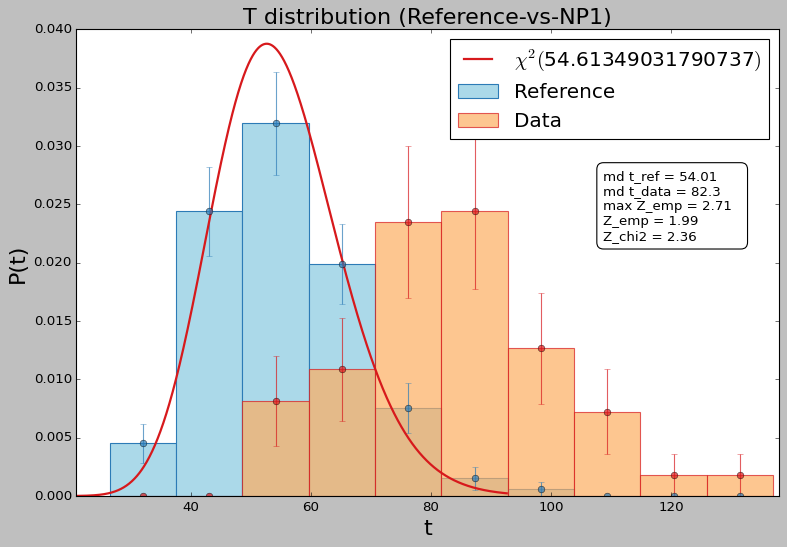 T distribution (Reference-vs-NP1)
0.040
0.035
0.030
0.025
0.020
0.015
0.010
0.005
0.000
P(t)
χ²(54.61349031790737)
Reference
Data
md t_ref = 54.01
md t_data = 82.3
max Z_emp = 2.71
Z_emp = 1.99
Z_chi2 = 2.36
40 60 80 100 120
t